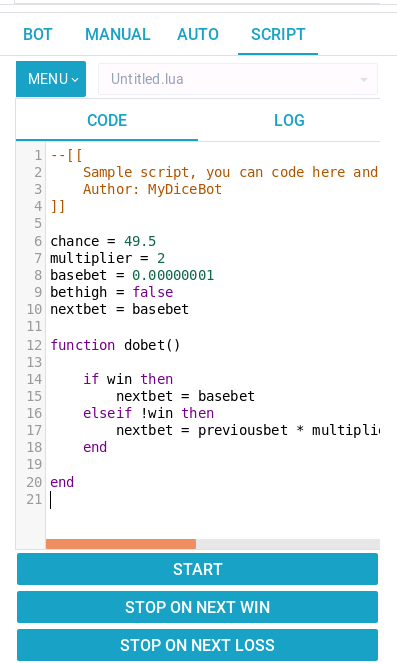 BOT MANUAL AUTO SCRIPT
MENU Untitled.lua
CODE LOG
1 --[[
2     Sample script, you can code here and
3     Author: MyDiceBot
4 ]]
5
6 chance = 49.5
7 multiplier = 2
8 basebet = 0.00000001
9 bethigh = false
10 nextbet = basebet
11
12 function dobet()
13
14     if win then
15         nextbet = basebet
16     elseif !win then
17         nextbet = previousbet * multiplie
18     end
19
20 end
21
START
STOP ON NEXT WIN
STOP ON NEXT LOSS